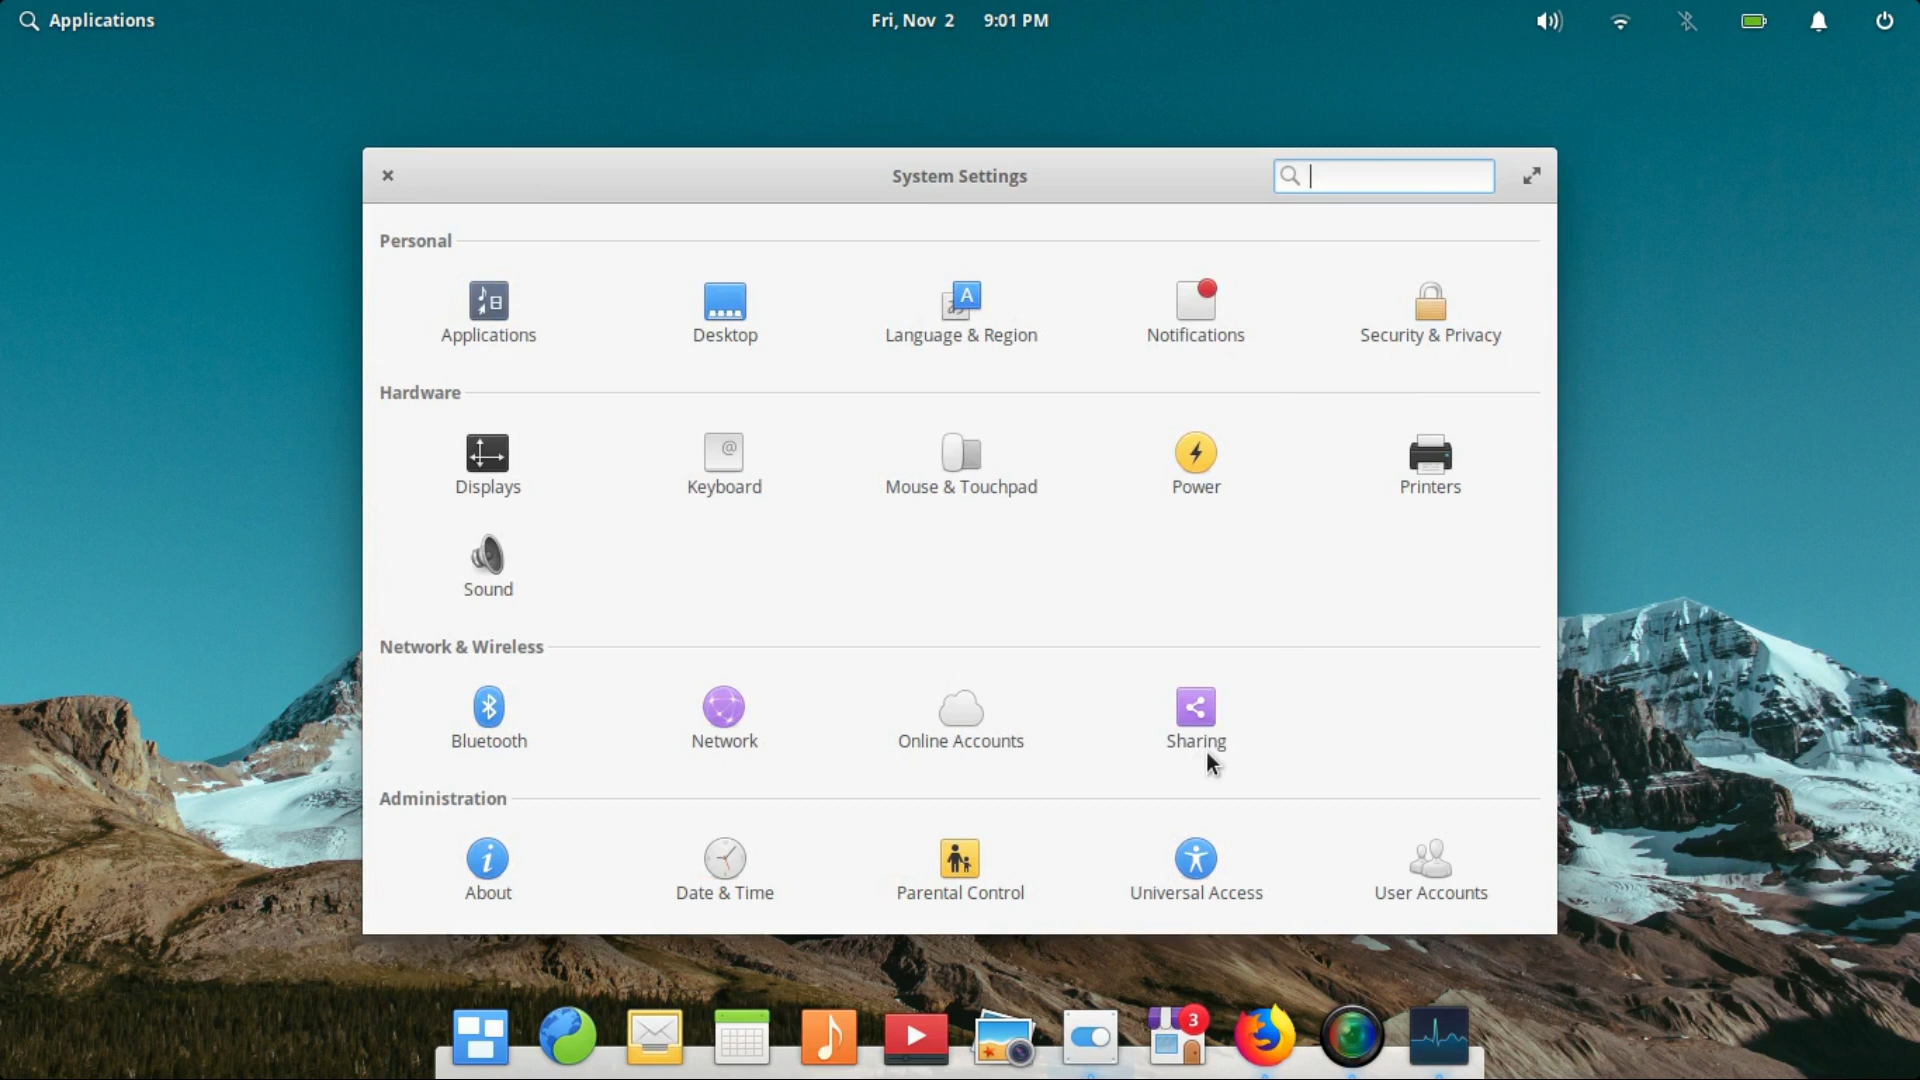 Applications
Fri, Nov 2 9:01 PM
System Settings
Personal
Applications
Desktop
Language & Region
Notifications
Security & Privacy
Hardware
Displays
Keyboard
Mouse & Touchpad
Power
Printers
Sound
Network & Wireless
Bluetooth
Network
Online Accounts
Sharing
Administration
About
Date & Time
Parental Control
Universal Access
User Accounts
3